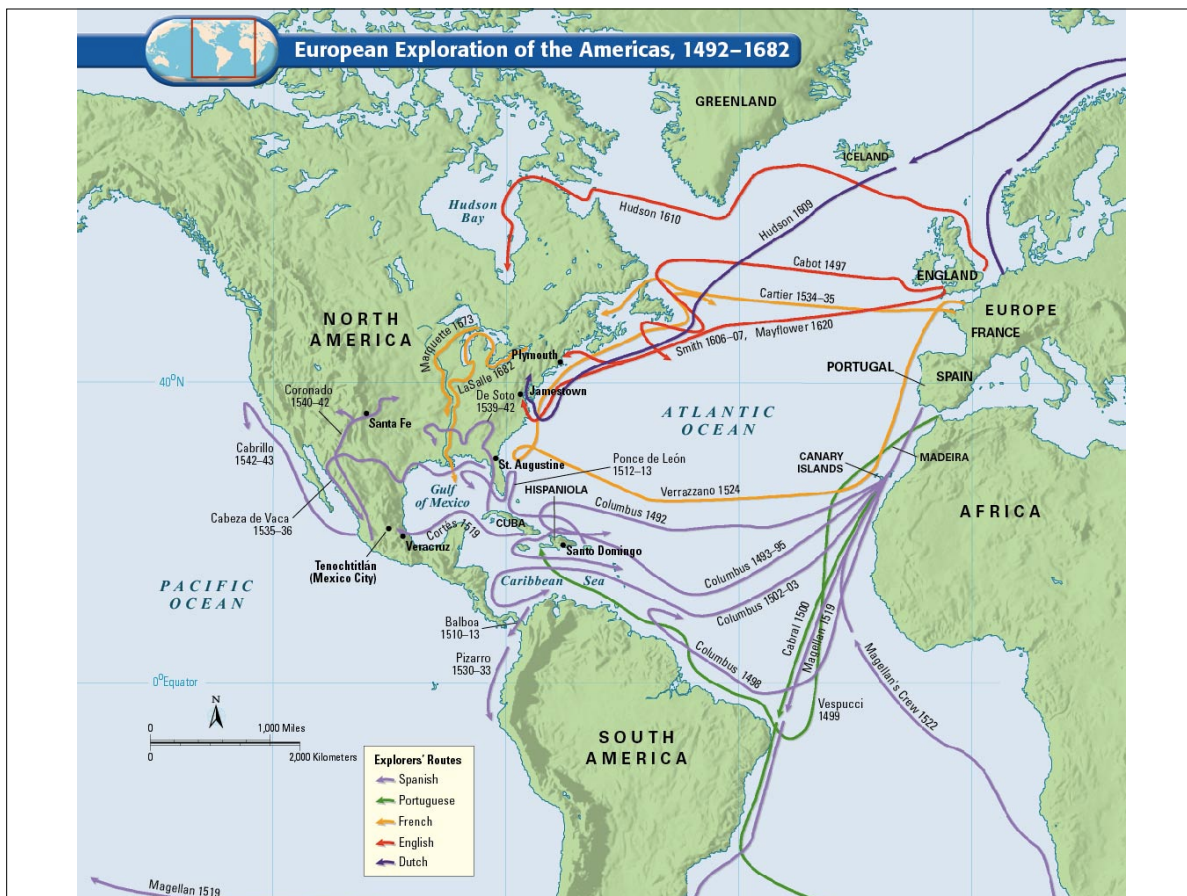 European Exploration of the Americas, 1492–1682
GREENLAND
ICELAND
Hudson
Bay
Hudson 1610
Hudson 1609
Cabot 1497
ENGLAND
Cartier 1534–35
EUROPE
FRANCE
NORTH
AMERICA
Marquette 1673
Smith 1606–07, Mayflower 1620
Plymouth
LaSalle 1682
PORTUGAL
SPAIN
40°N
Coronado
1540–42
De Soto
1539–42
Jamestown
Santa Fe
ATLANTIC
OCEAN
Cabrillo
1542–43
St. Augustine
Ponce de León
1512–13
CANARY
ISLANDS
MADEIRA
Gulf
of Mexico
HISPANIOLA
Verrazzano 1524
AFRICA
Cabeza de Vaca
1535–36
Cortés 1519
CUBA
Columbus 1492
Tenochtitlán
(Mexico City)
Veracruz
Santo Domingo
Columbus 1493–95
PACIFIC
OCEAN
Caribbean Sea
Columbus 1502–03
Balboa
1510–13
Cabral 1500
Magellan 1519
Pizarro
1530–33
Columbus 1498
Magellan's Crew 1522
0° Equator
Vespucci
1499
N
0 1,000 Miles
0 2,000 Kilometers
SOUTH
AMERICA
Explorers' Routes
Spanish
Portuguese
French
English
Dutch
Magellan 1519